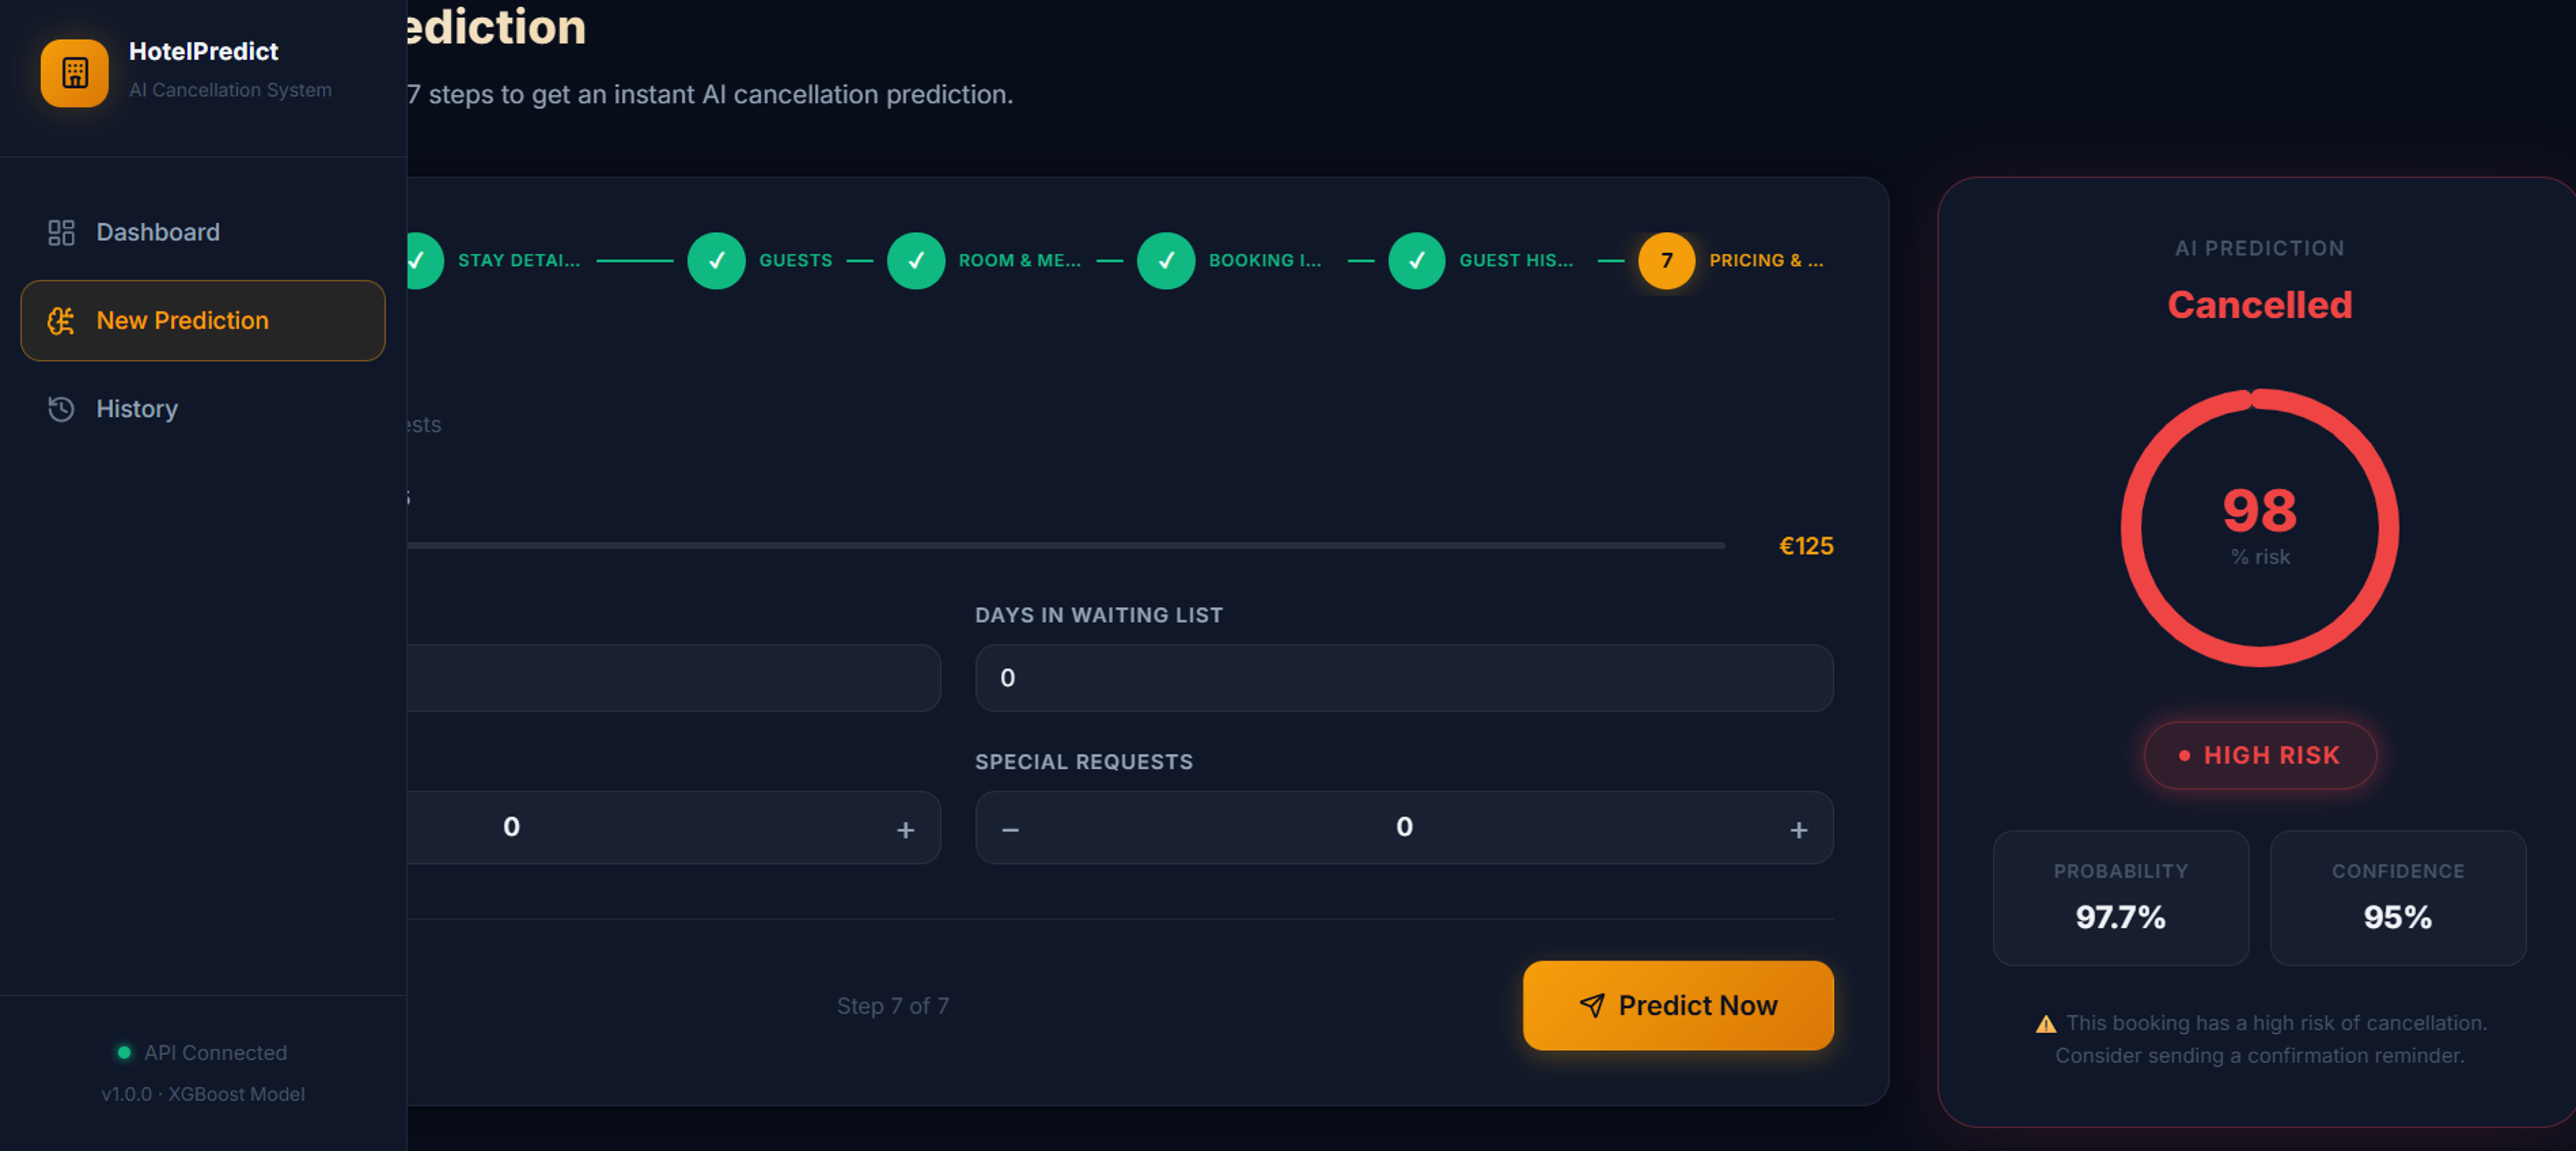 HotelPredict
AI Cancellation System
Dashboard
New Prediction
History
API Connected
v1.0.0 · XGBoost Model
ediction
7 steps to get an instant AI cancellation prediction.
STAY DETAI...
GUESTS
ROOM & ME...
BOOKING I...
GUEST HIS...
7 PRICING & ...
ests
€125
DAYS IN WAITING LIST
0
SPECIAL REQUESTS
0 +
− 0 +
Step 7 of 7
Predict Now
AI PREDICTION
Cancelled
98
% risk
HIGH RISK
PROBABILITY
97.7%
CONFIDENCE
95%
This booking has a high risk of cancellation.
Consider sending a confirmation reminder.